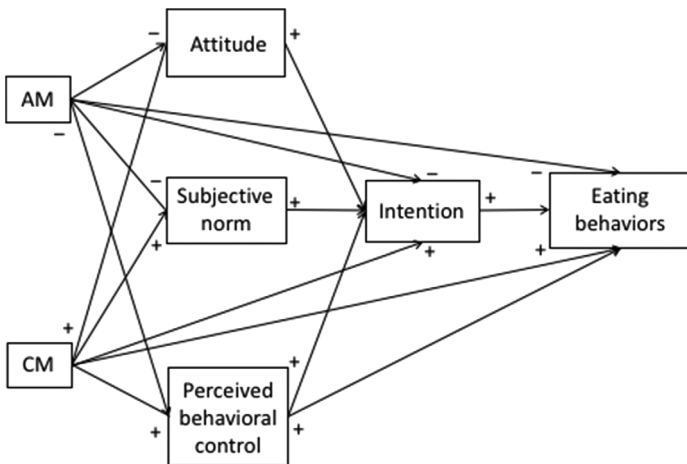 − Attitude +
AM
−
− Subjective
norm +
+
− Intention +
+
− Eating
behaviors
+
+
CM
+
Perceived
behavioral
control
+
+